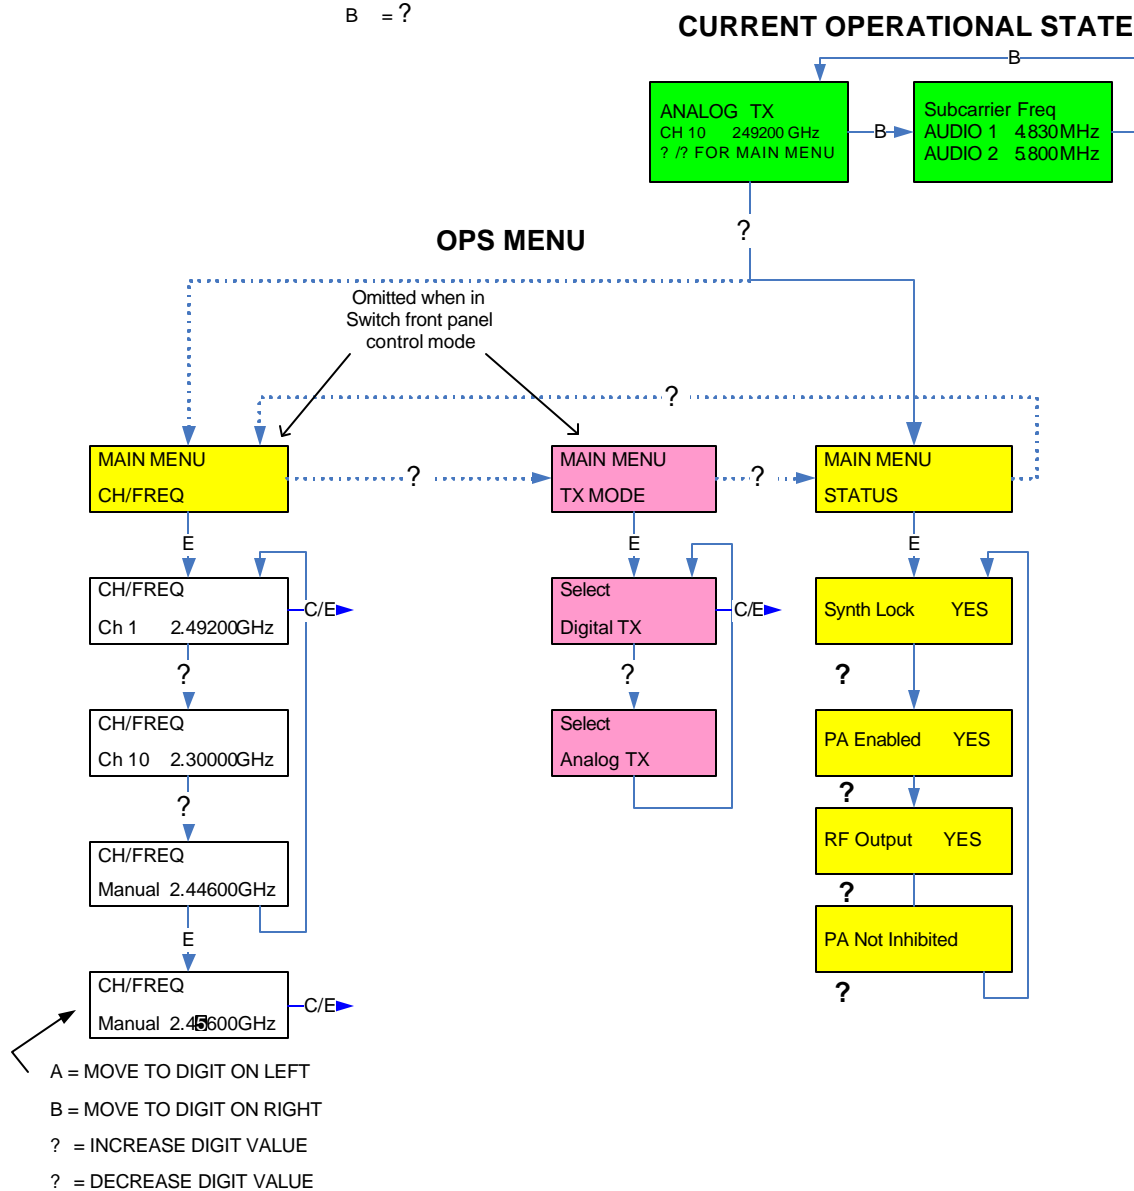 B = ?
CURRENT OPERATIONAL STATE
B
ANALOG TX
CH 10 249200 GHz
? /? FOR MAIN MENU
B
Subcarrier Freq
AUDIO 1 4.830MHz
AUDIO 2 5.800MHz
?
OPS MENU
Omitted when in
Switch front panel
control mode
?
MAIN MENU
CH/FREQ
?
MAIN MENU
TX MODE
?
MAIN MENU
STATUS
E
E
E
CH/FREQ
Ch 1 2.49200GHz
C/E
Select
Digital TX
C/E
Synth Lock YES
?
?
?
CH/FREQ
Ch 10 2.30000GHz
Select
Analog TX
PA Enabled YES
?
?
CH/FREQ
Manual 2.44600GHz
RF Output YES
?
E
PA Not Inhibited
?
CH/FREQ
Manual 2.45600GHz
C/E
A = MOVE TO DIGIT ON LEFT
B = MOVE TO DIGIT ON RIGHT
? = INCREASE DIGIT VALUE
? = DECREASE DIGIT VALUE